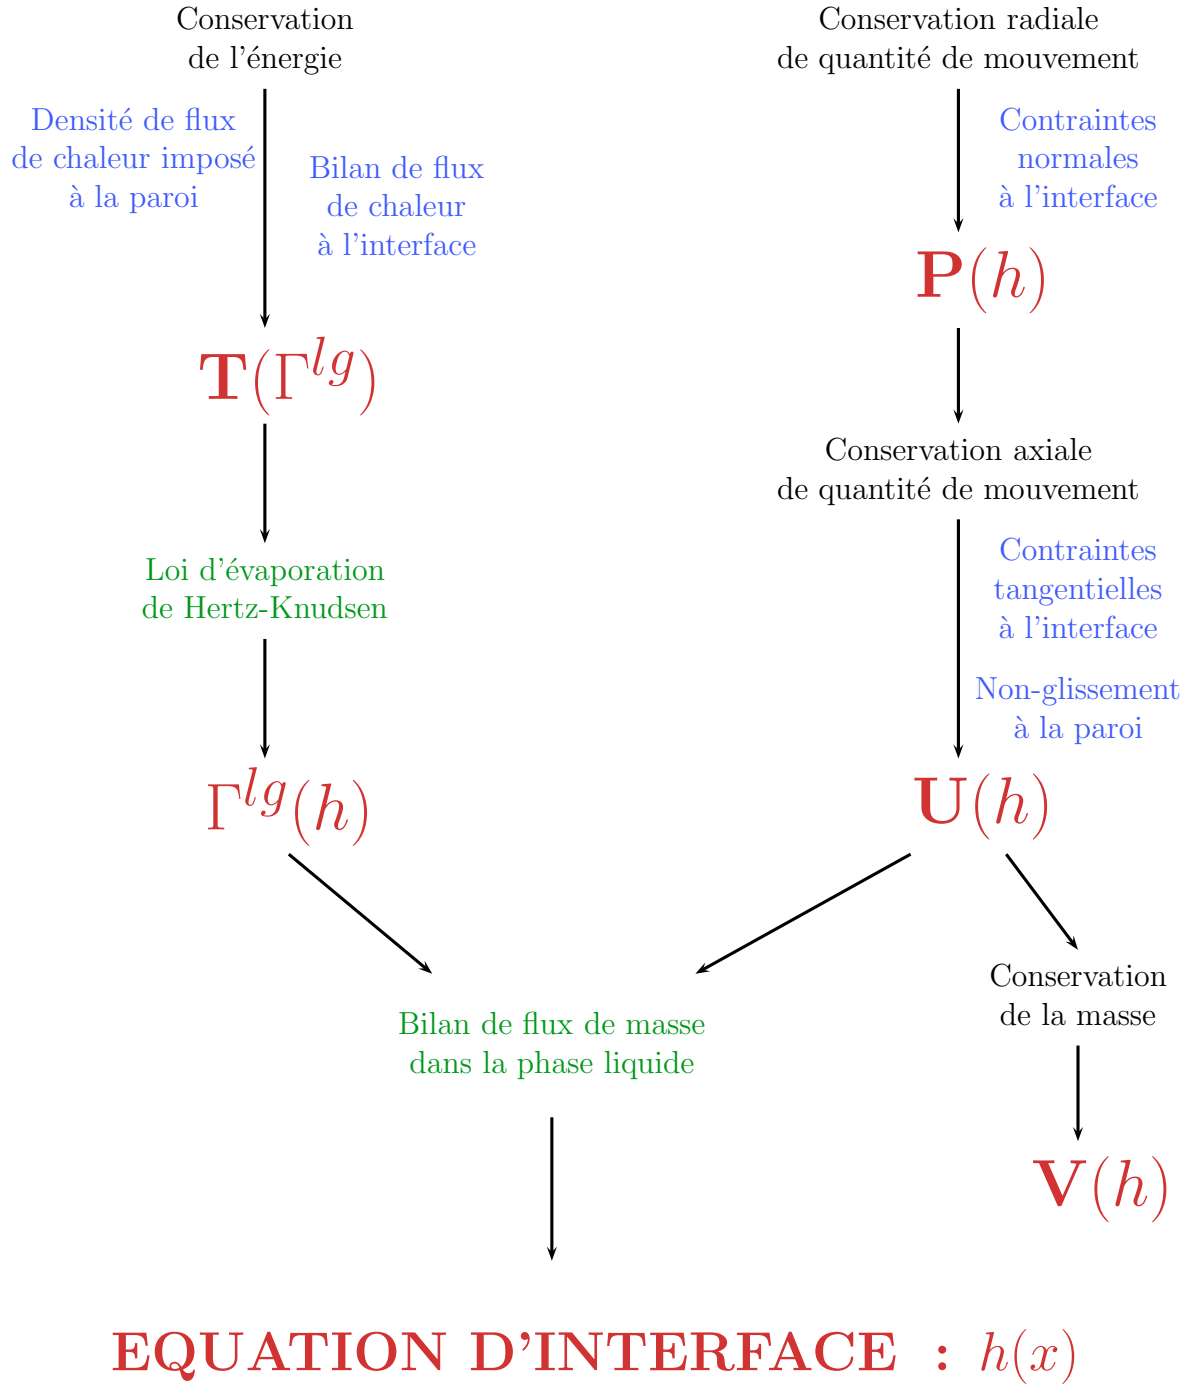 Conservation
de l'énergie
Densité de flux
de chaleur imposé
à la paroi
Bilan de flux
de chaleur
à l'interface
T(Γ^{lg})
Loi d'évaporation
de Hertz-Knudsen
Γ^{lg}(h)
Conservation radiale
de quantité de mouvement
Contraintes
normales
à l'interface
P(h)
Conservation axiale
de quantité de mouvement
Contraintes
tangentielles
à l'interface
Non-glissement
à la paroi
U(h)
Conservation
de la masse
V(h)
Bilan de flux de masse
dans la phase liquide
EQUATION D'INTERFACE : h(x)